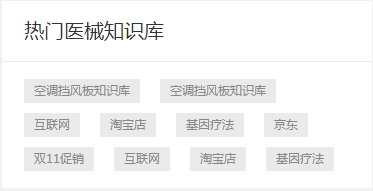 热门医械知识库
空调挡风板知识库 空调挡风板知识库
互联网 淘宝店 基因疗法 京东
双11促销 互联网 淘宝店 基因疗法